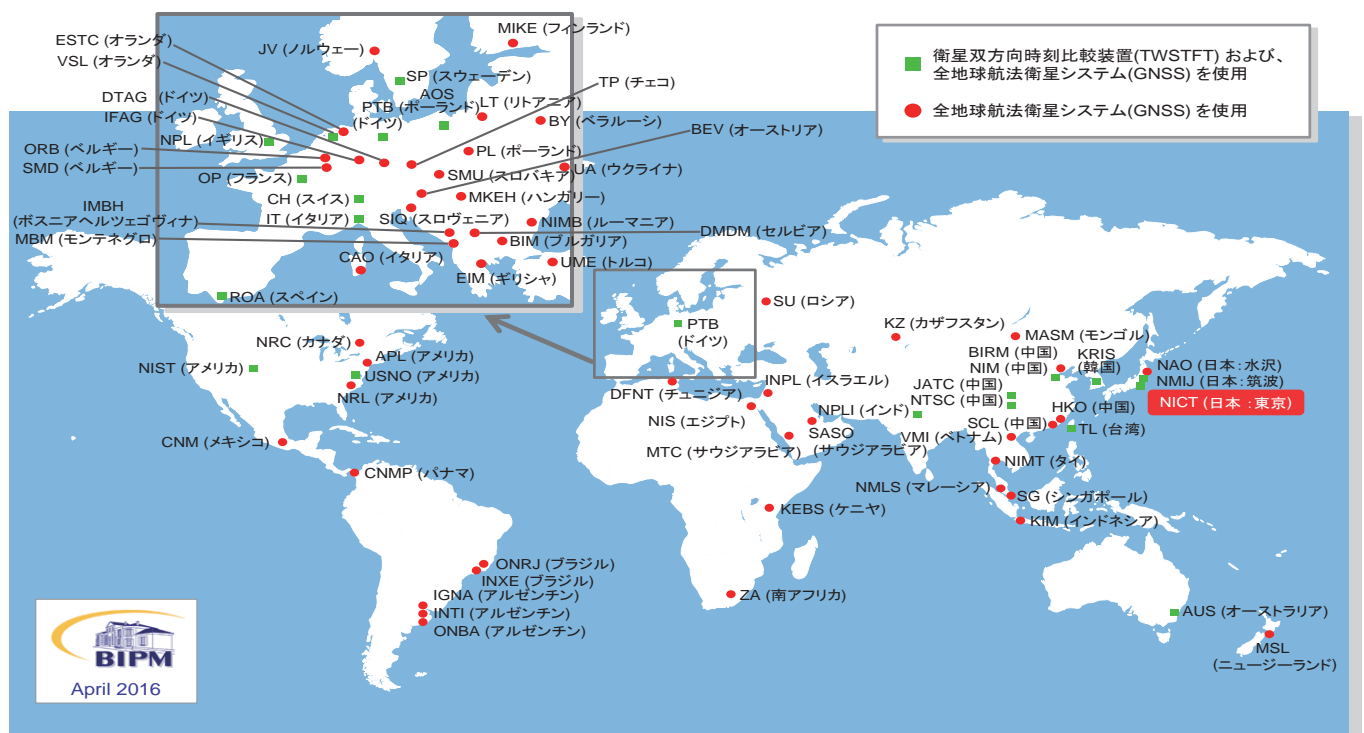 ESTC (オランダ)
VSL (オランダ)
DTAG (ドイツ)
IFAG (ドイツ)
NPL (イギリス)
ORB (ベルギー)
SMD (ベルギー)
OP (フランス)
IMBH
(ボスニアヘルツェゴヴィナ)
MBM (モンテネグロ)
ROA (スペイン)
JV (ノルウェー)
MIKE (フィンランド)
SP (スウェーデン)
AOS
(ポーランド)
PTB
(ドイツ)
LT (リトアニア)
TP (チェコ)
BY (ベラルーシ)
BEV (オーストリア)
PL (ポーランド)
UA (ウクライナ)
SMU (スロバキア)
CH (スイス)
MKEH (ハンガリー)
IT (イタリア)
SIQ (スロヴェニア)
NIMB (ルーマニア)
DMDM (セルビア)
BIM (ブルガリア)
CAO (イタリア)
EIM (ギリシャ)
UME (トルコ)
衛星双方向時刻比較装置(TWSTFT) および、
全地球航法衛星システム(GNSS) を使用
全地球航法衛星システム(GNSS) を使用
NRC (カナダ)
APL (アメリカ)
NIST (アメリカ)
USNO (アメリカ)
NRL (アメリカ)
CNM (メキシコ)
CNMP (パナマ)
ONRJ (ブラジル)
INXE (ブラジル)
IGNA (アルゼンチン)
INTI (アルゼンチン)
ONBA (アルゼンチン)
PTB
(ドイツ)
SU (ロシア)
KZ (カザフスタン)
MASM (モンゴル)
BIRM (中国)
NIM (中国)
KRIS
(韓国)
NAO (日本：水沢)
NMIJ (日本：筑波)
NICT (日本：東京)
JATC (中国)
NTSC (中国)
HKO (中国)
SCL (中国)
TL (台湾)
DFNT (チュニジア)
INPL (イスラエル)
NIS (エジプト)
NPLI (インド)
MTC (サウジアラビア)
SASO
(サウジアラビア)
VMI (ベトナム)
NIMT (タイ)
NMLS (マレーシア)
SG (シンガポール)
KIM (インドネシア)
KEBS (ケニヤ)
ZA (南アフリカ)
AUS (オーストラリア)
MSL
(ニュージーランド)
BIPM
April 2016